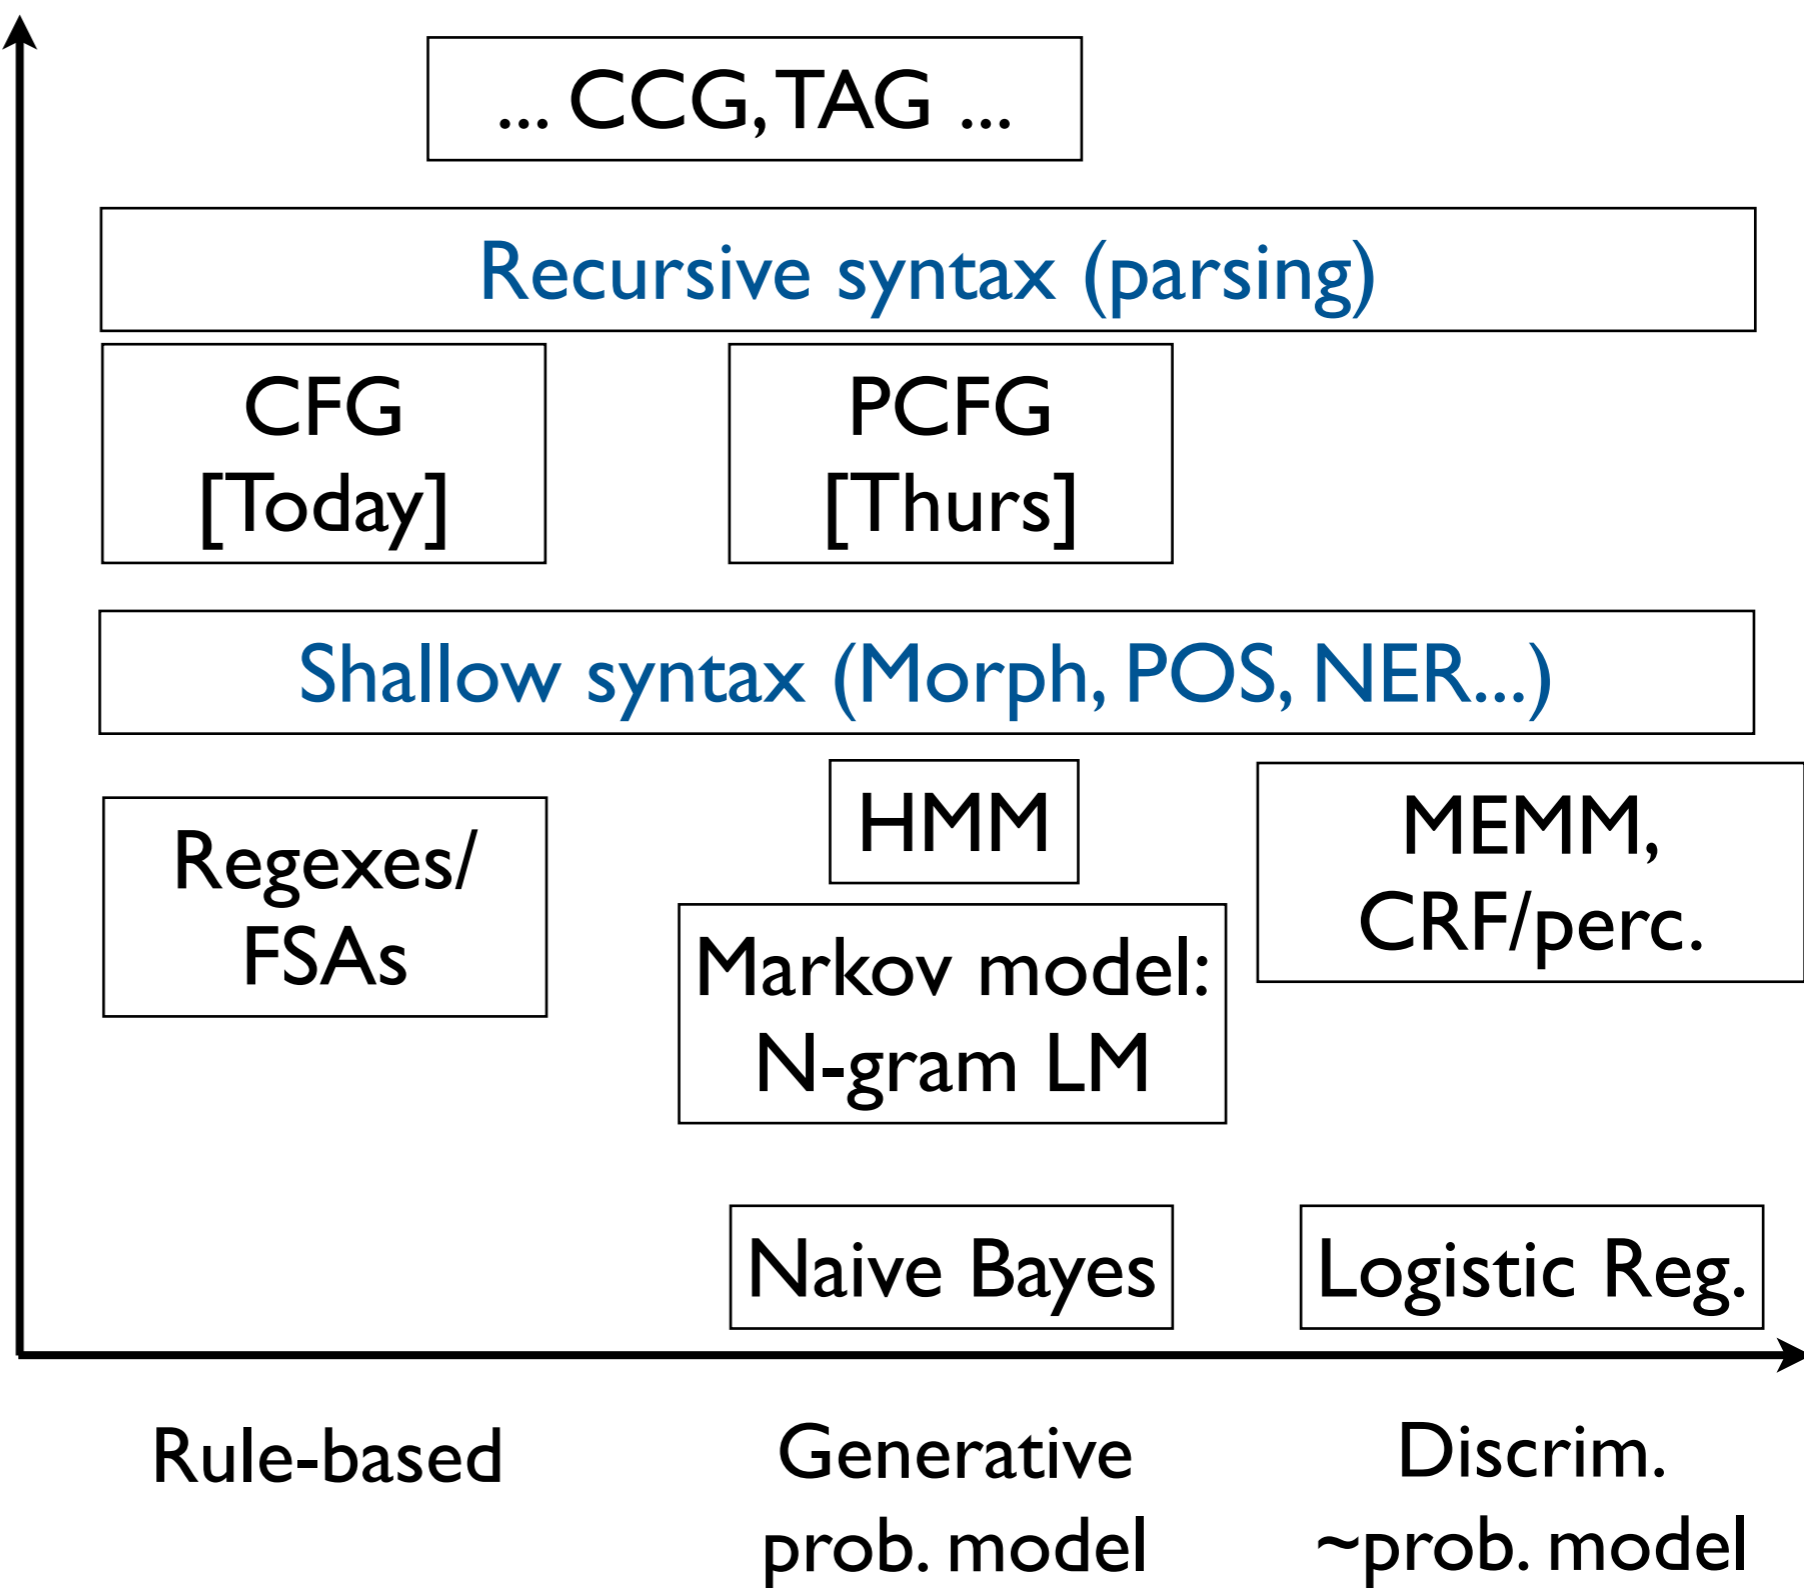 ... CCG, TAG ...
Recursive syntax (parsing)
CFG
[Today]
PCFG
[Thurs]
Shallow syntax (Morph, POS, NER...)
Regexes/
FSAs
HMM
Markov model:
N-gram LM
MEMM,
CRF/perc.
Naive Bayes
Logistic Reg.
Rule-based
Generative
prob. model
Discrim.
~prob. model